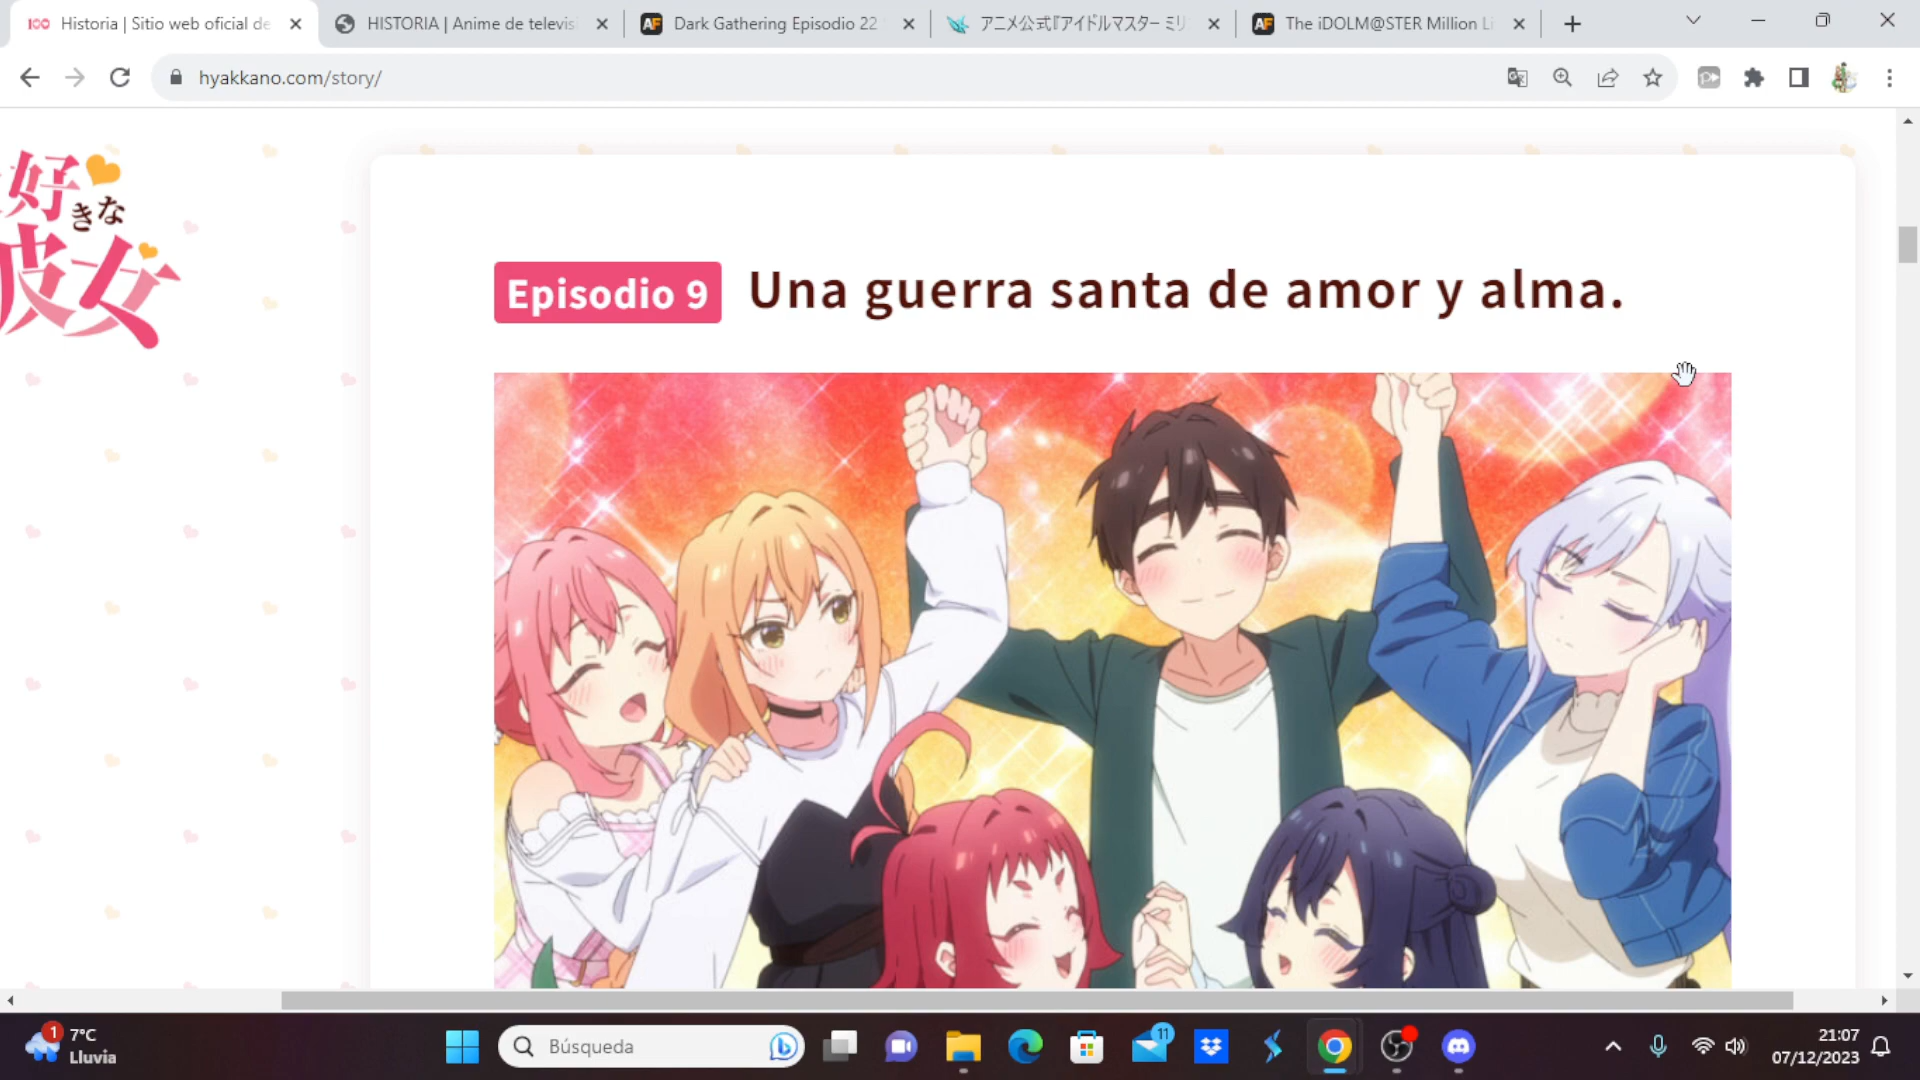 Historia | Sitio web oficial de
HISTORIA | Anime de televis
Dark Gathering Episodio 22
アニメ公式『アイドルマスター ミリ
The iDOLM@STER Million Li
hyakkano.com/story/
好きな
彼女
Episodio 9 Una guerra santa de amor y alma.
1
7°C
Lluvia
Búsqueda
11
21:07
07/12/2023